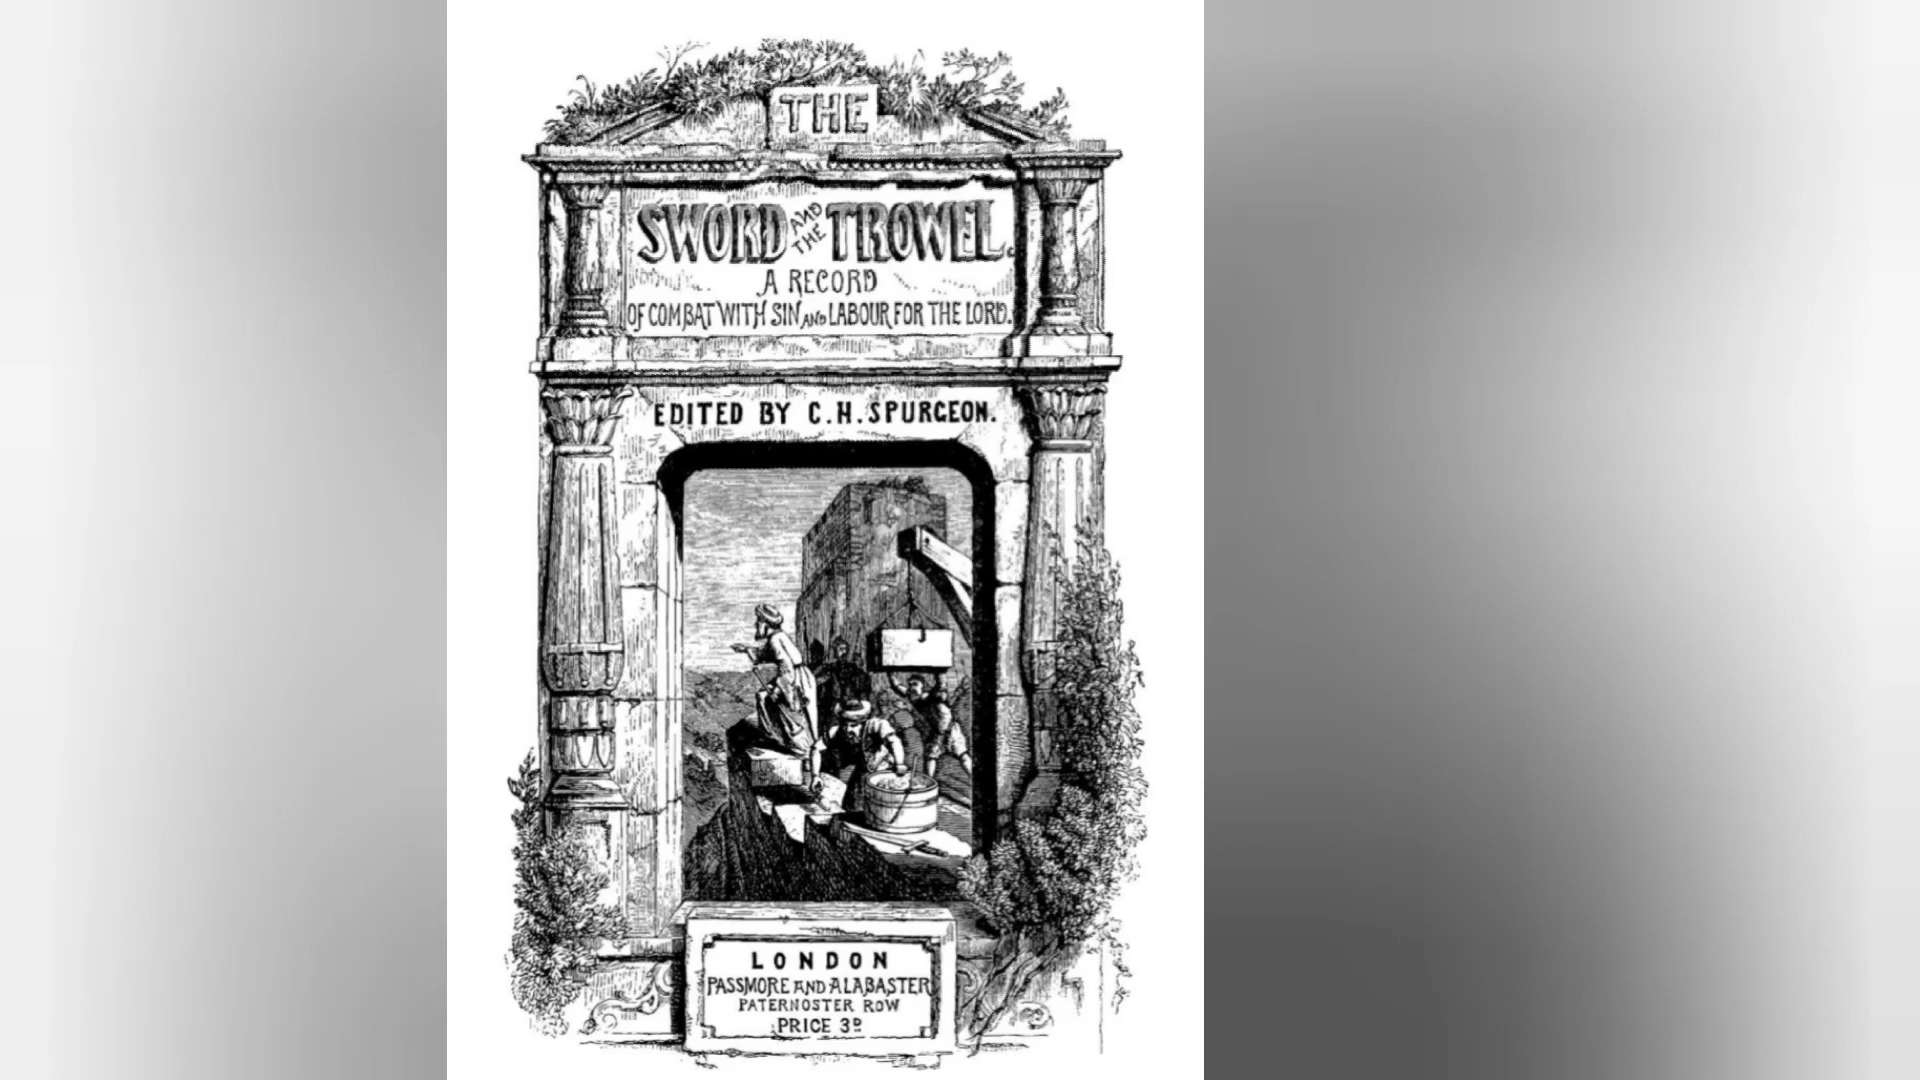 THE
SWORD AND THE TROWEL.
A RECORD
OF COMBAT WITH SIN AND LABOUR FOR THE LORD.
EDITED BY C.H. SPURGEON.
LONDON
PASSMORE AND ALABASTER
PATERNOSTER ROW
PRICE 3D